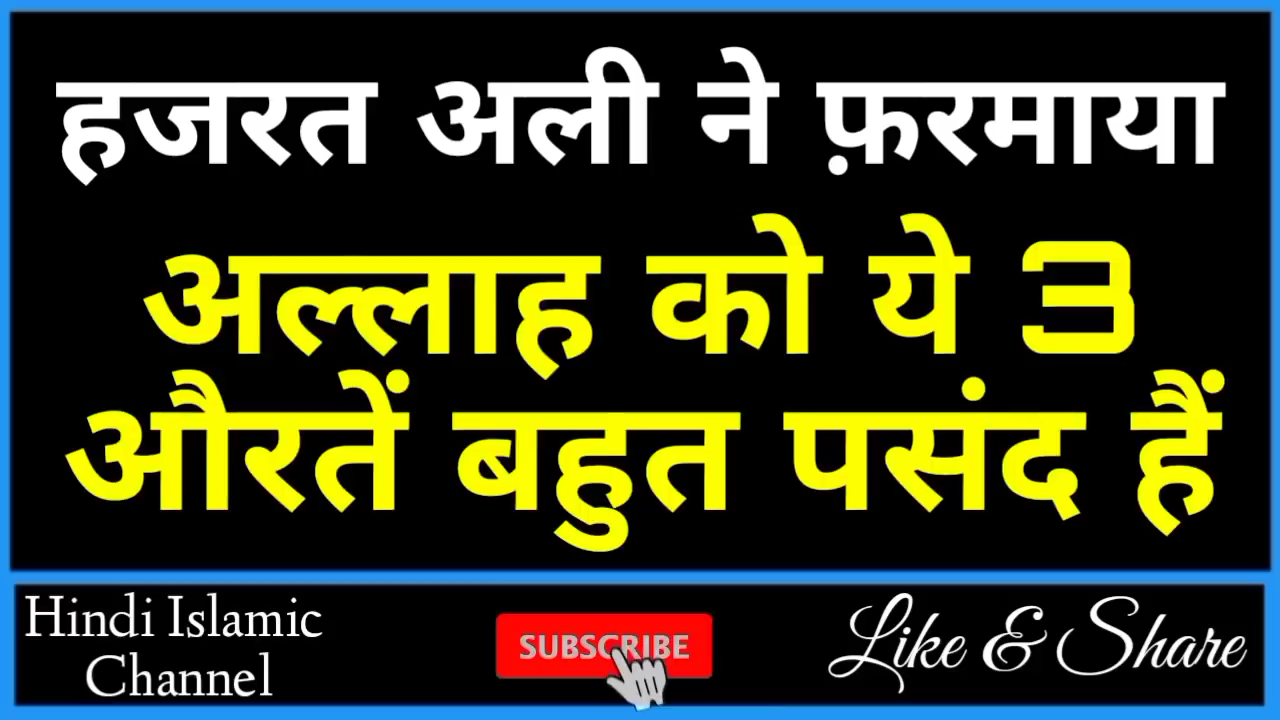 हजरत अली ने फ़रमाया
अल्लाह को ये 3
औरतें बहुत पसंद हैं
Hindi Islamic
Channel
SUBSCRIBE
Like & Share